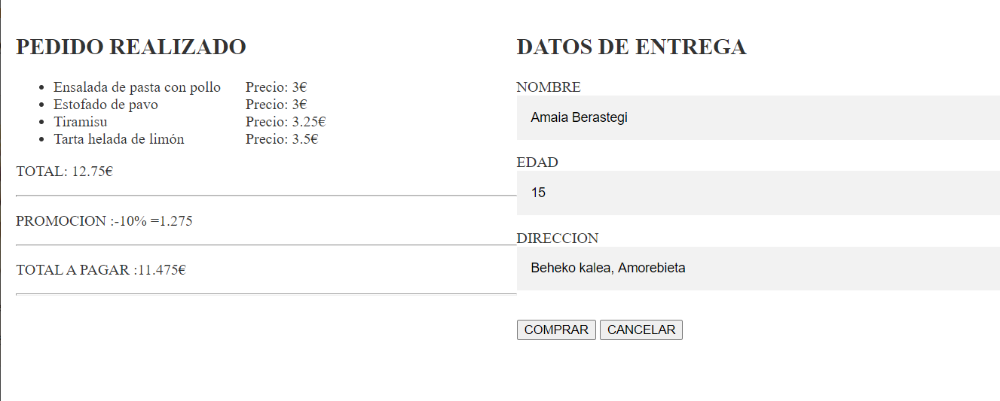 PEDIDO REALIZADO
Ensalada de pasta con pollo Precio: 3€
Estofado de pavo Precio: 3€
Tiramisu Precio: 3.25€
Tarta helada de limón Precio: 3.5€
TOTAL: 12.75€
PROMOCION :-10% =1.275
TOTAL A PAGAR :11.475€
DATOS DE ENTREGA
NOMBRE
Amaia Berastegi
EDAD
15
DIRECCION
Beheko kalea, Amorebieta
COMPRAR CANCELAR